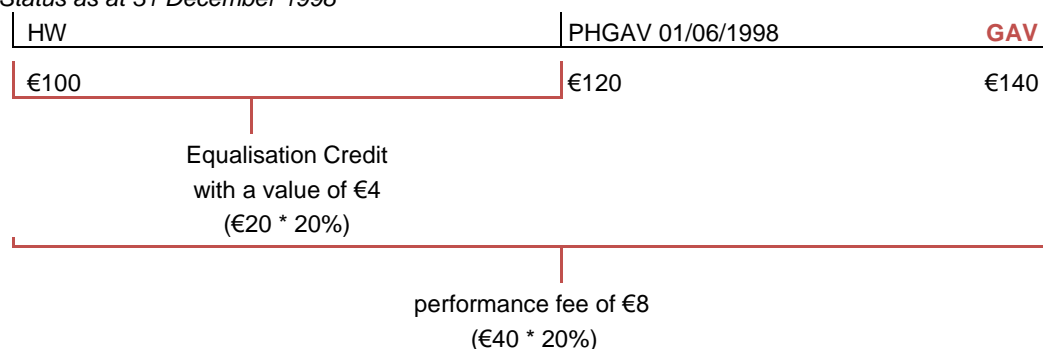 Status as at 31 December 1998
HW PHGAV 01/06/1998 GAV
€100 €120 €140
Equalisation Credit
with a value of €4
(€20 * 20%)
performance fee of €8
(€40 * 20%)